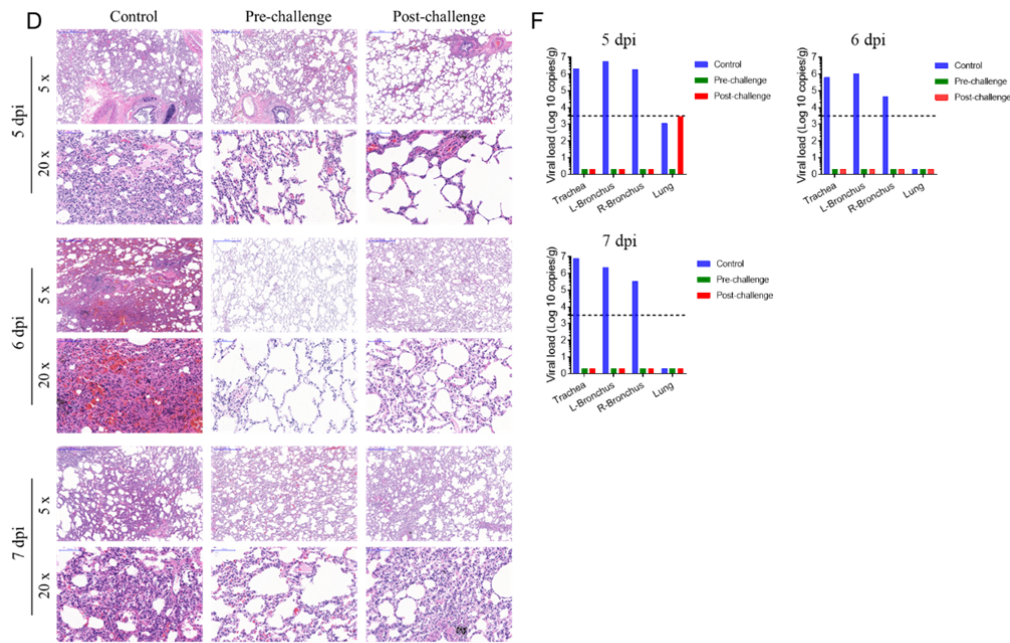 D
Control Pre-challenge Post-challenge
5 dpi
5 x
20 x
6 dpi
5 x
20 x
7 dpi
5 x
20 x
F
5 dpi
Viral load (Log 10 copies/g)
7
6
5
4
3
2
1
0
Trachea
L-Bronchus
R-Bronchus
Lung
Control
Pre-challenge
Post-challenge
6 dpi
Viral load (Log 10 copies/g)
7
6
5
4
3
2
1
0
Trachea
L-Bronchus
R-Bronchus
Lung
Control
Pre-challenge
Post-challenge
7 dpi
Viral load (Log 10 copies/g)
7
6
5
4
3
2
1
0
Trachea
L-Bronchus
R-Bronchus
Lung
Control
Pre-challenge
Post-challenge